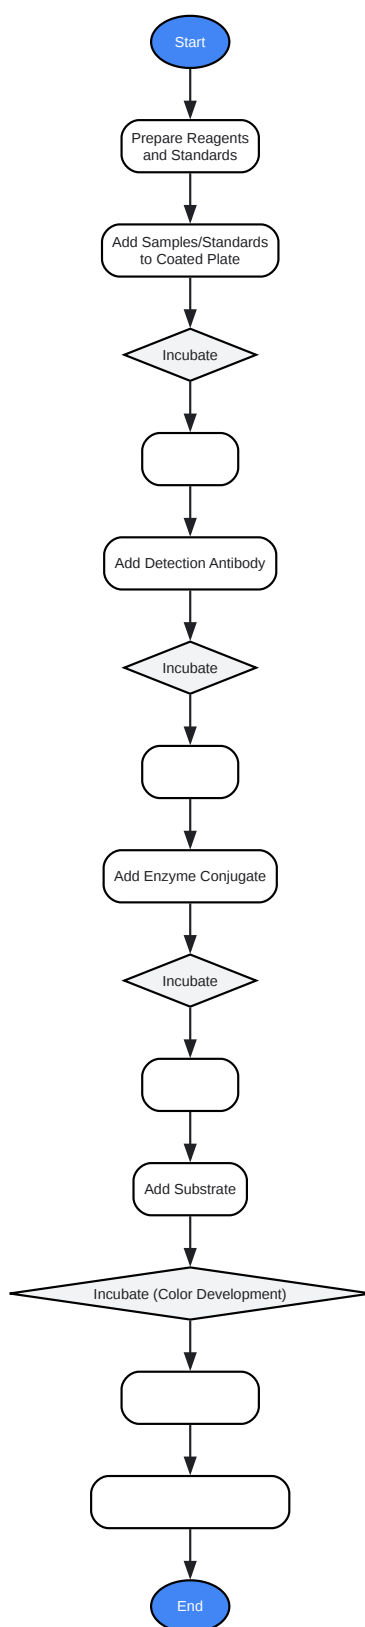 Start
Prepare Reagents
and Standards
Add Samples/Standards
to Coated Plate
Incubate
Add Detection Antibody
Incubate
Add Enzyme Conjugate
Incubate
Add Substrate
Incubate (Color Development)
End